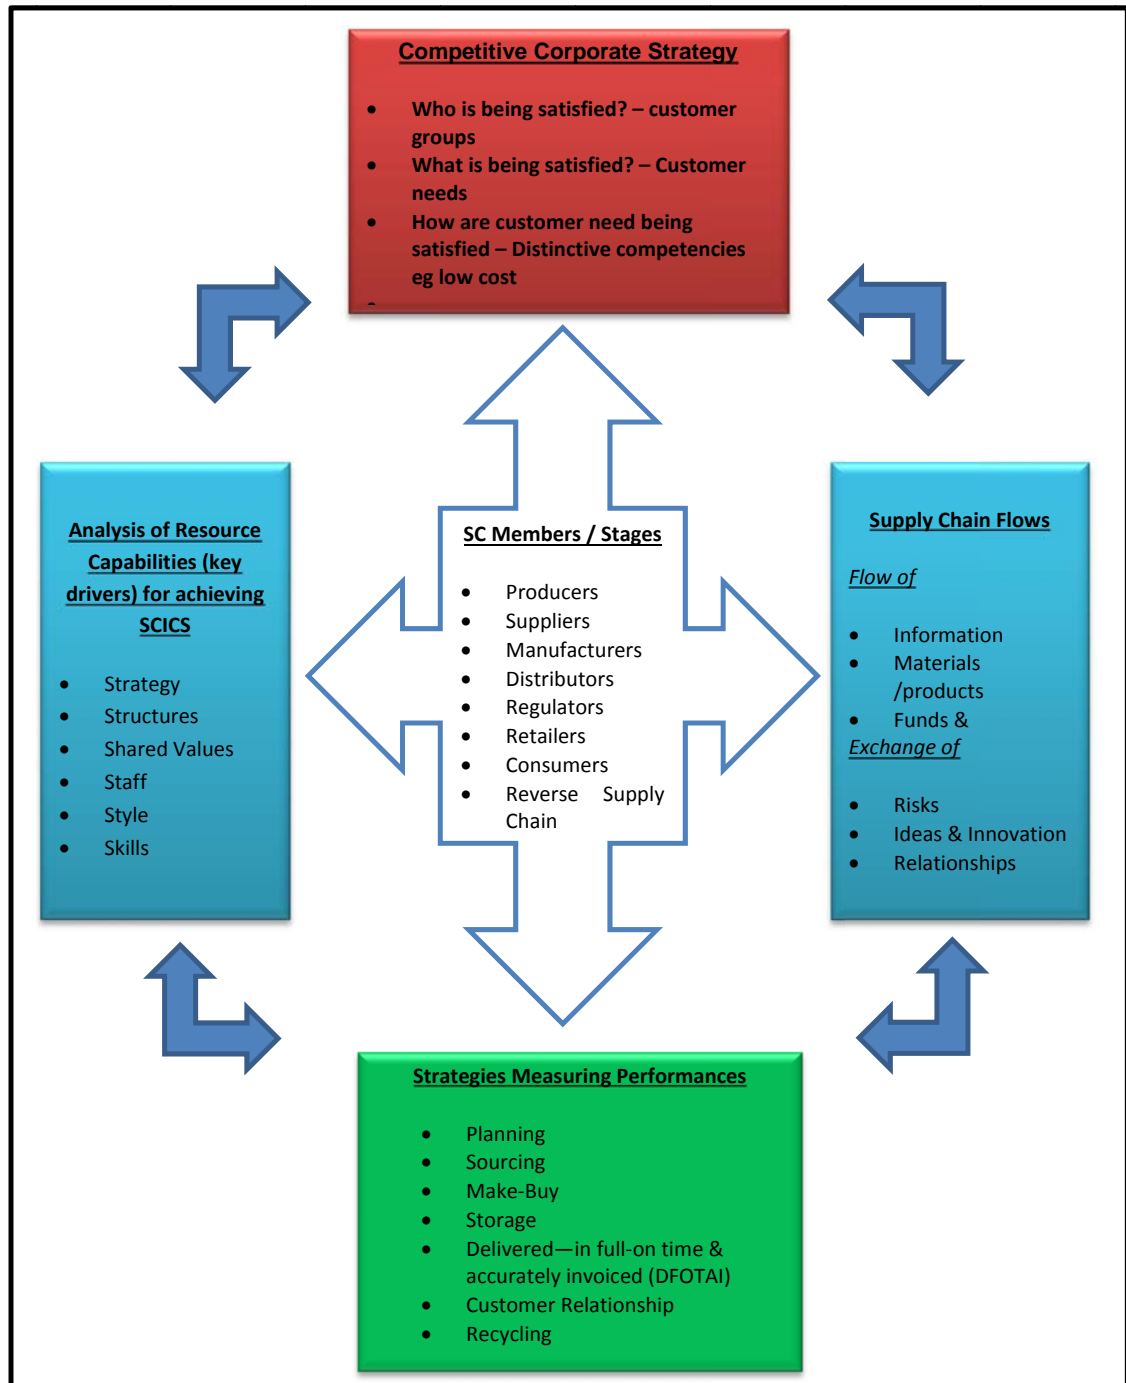 Competitive Corporate Strategy
• Who is being satisfied? – customer
groups
• What is being satisfied? – Customer
needs
• How are customer need being
satisfied – Distinctive competencies
eg low cost
•
Analysis of Resource
Capabilities (key
drivers) for achieving
SCICS
• Strategy
• Structures
• Shared Values
• Staff
• Style
• Skills
SC Members / Stages
• Producers
• Suppliers
• Manufacturers
• Distributors
• Regulators
• Retailers
• Consumers
• Reverse Supply
Chain
Supply Chain Flows
Flow of
• Information
• Materials
/products
• Funds &
Exchange of
• Risks
• Ideas & Innovation
• Relationships
Strategies Measuring Performances
• Planning
• Sourcing
• Make-Buy
• Storage
• Delivered—in full-on time &
accurately invoiced (DFOTAI)
• Customer Relationship
• Recycling